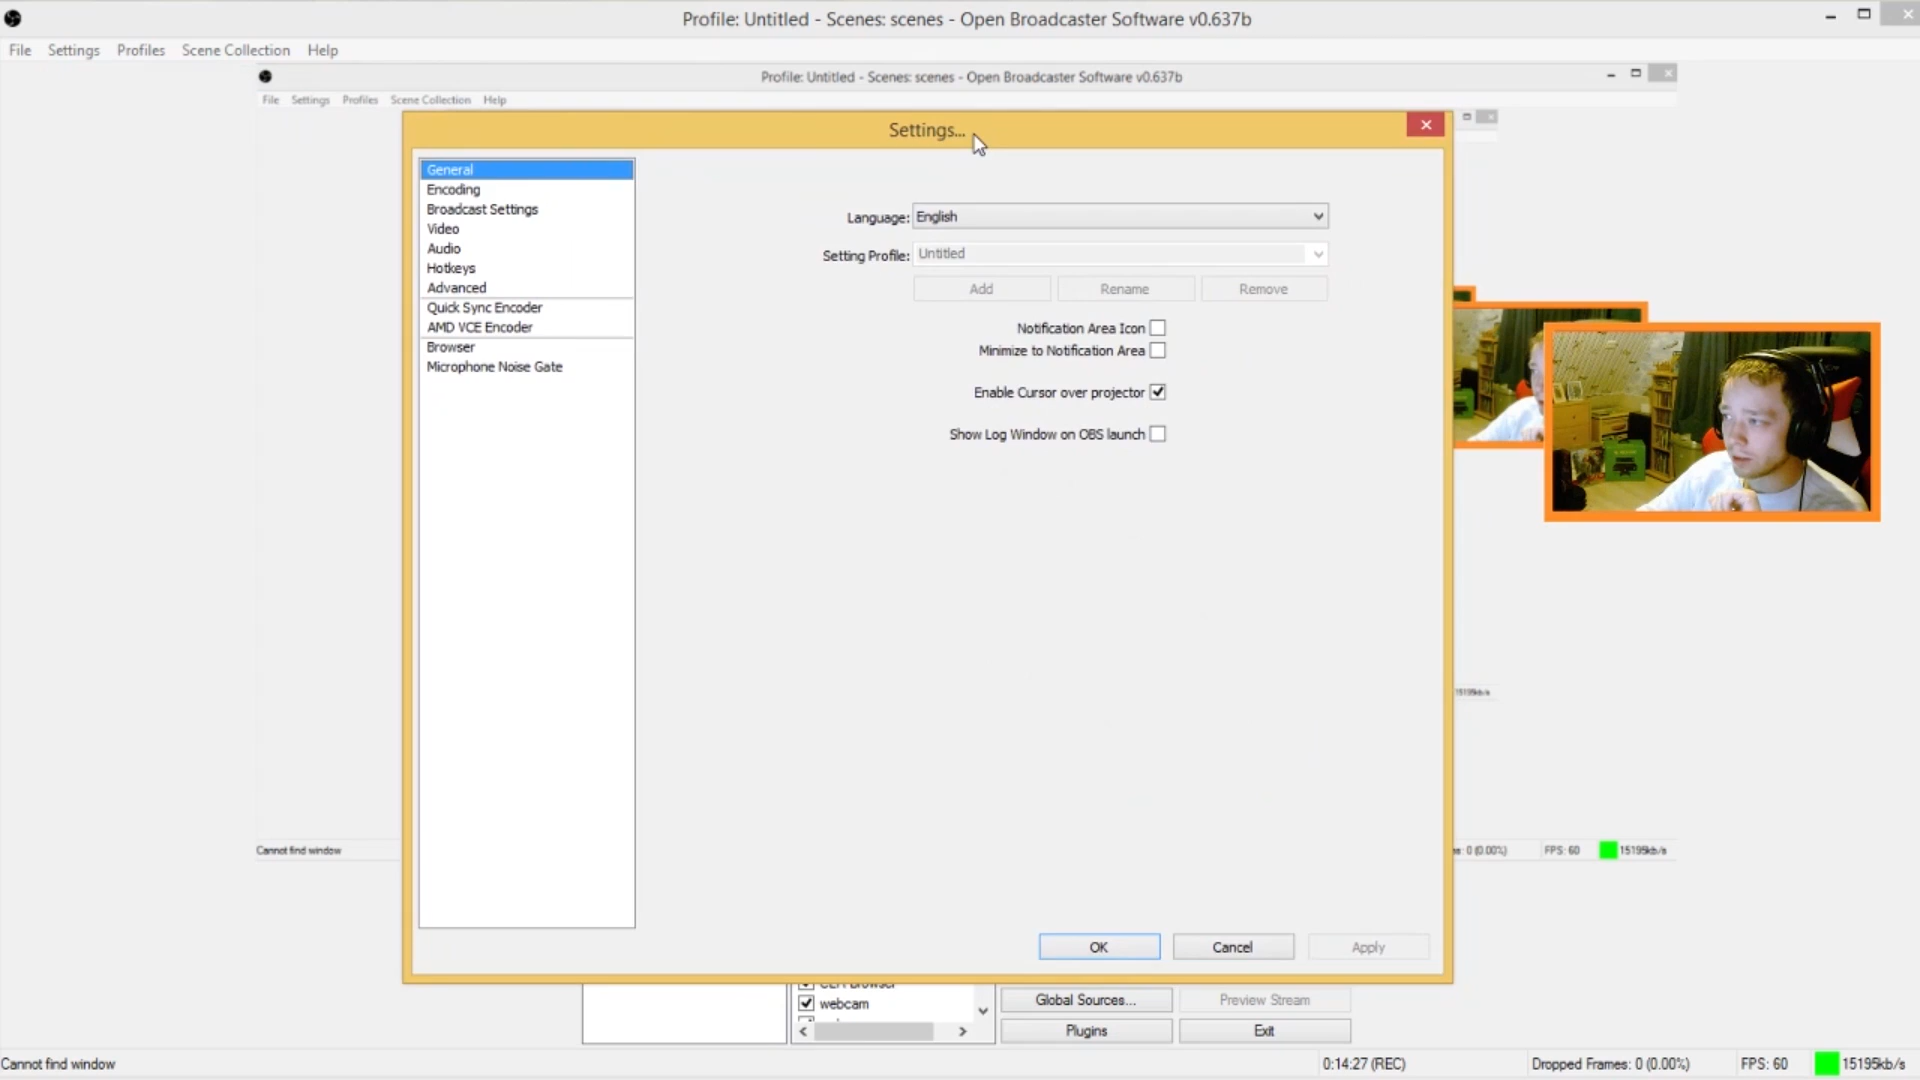 Profile: Untitled - Scenes: scenes - Open Broadcaster Software v0.637b
File Settings Profiles Scene Collection Help
Profile: Untitled - Scenes: scenes - Open Broadcaster Software v0.637b
File Settings Profiles Scene Collection Help
Settings...
General
Encoding
Broadcast Settings
Video
Audio
Hotkeys
Advanced
Quick Sync Encoder
AMD VCE Encoder
Browser
Microphone Noise Gate
Language: English
Setting Profile: Untitled
Add Rename Remove
Notification Area Icon
Minimize to Notification Area
Enable Cursor over projector
Show Log Window on OBS launch
15195kb/s
Cannot find window
0 (0.00%) FPS: 60 15195kb/s
OK Cancel Apply
webcam
Global Sources... Preview Stream
Plugins Exit
Cannot find window
0:14:27 (REC) Dropped Frames: 0 (0.00%) FPS: 60 15195kb/s